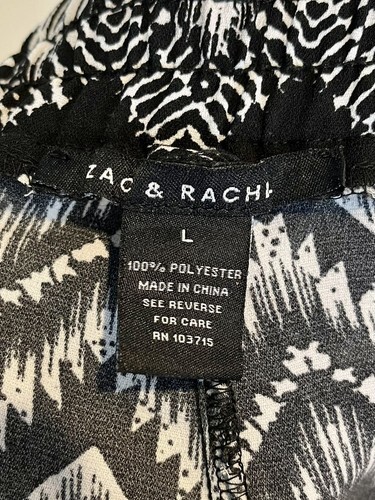 ZAC & RACH
L
100% POLYESTER
MADE IN CHINA
SEE REVERSE
FOR CARE
RN 103715